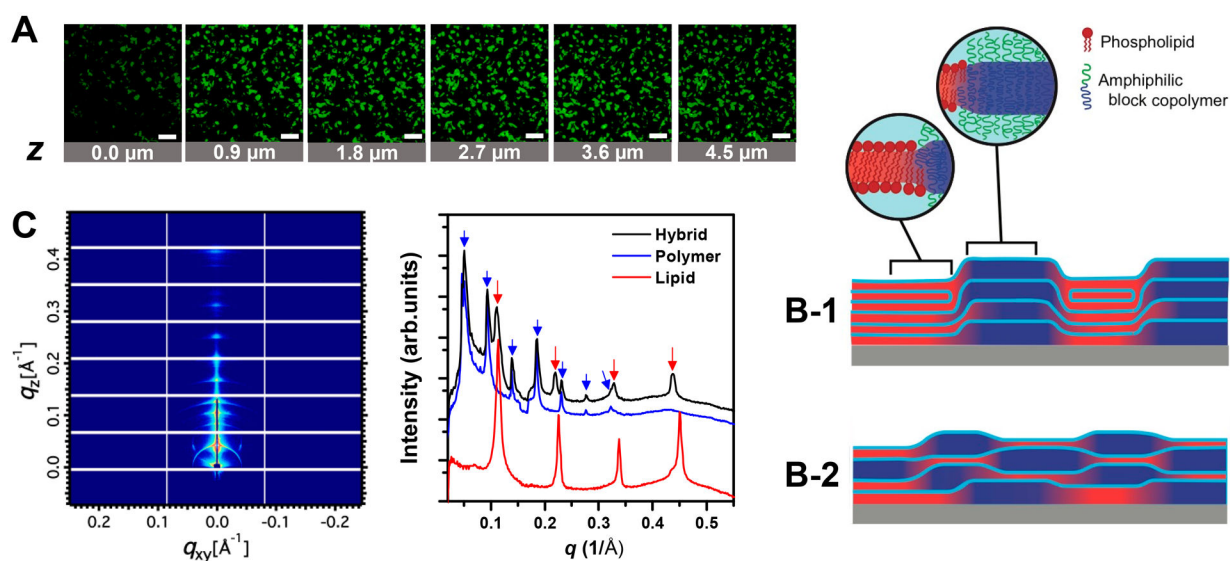 A
z
0.0 µm
0.9 µm
1.8 µm
2.7 µm
3.6 µm
4.5 µm
Phospholipid
Amphiphilic
block copolymer
C
qz[Å⁻¹]
0.4
0.3
0.2
0.1
0.0
0.2
0.1
0.0
-0.1
-0.2
qxy[Å⁻¹]
Intensity (arb.units)
Hybrid
Polymer
Lipid
0.1
0.2
0.3
0.4
0.5
q (1/Å)
B-1
B-2